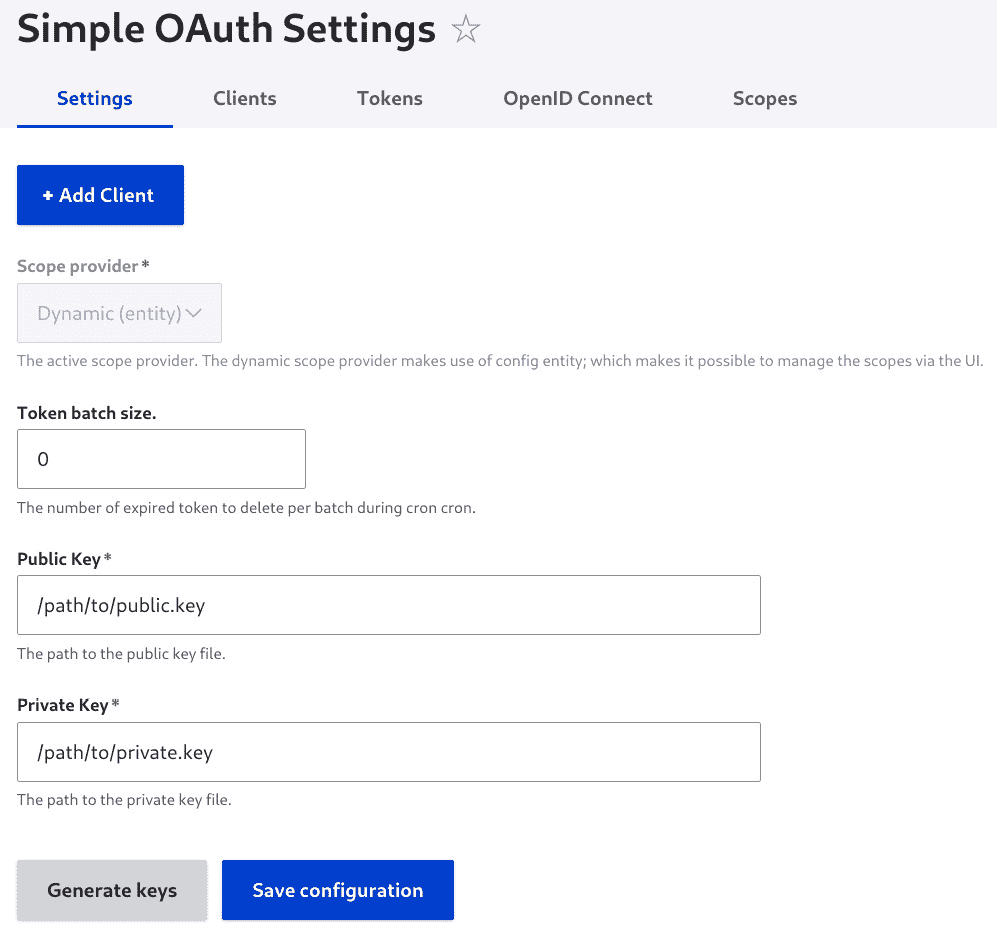 Simple OAuth Settings
Settings Clients Tokens OpenID Connect Scopes
+ Add Client
Scope provider*
Dynamic (entity)
The active scope provider. The dynamic scope provider makes use of config entity; which makes it possible to manage the scopes via the UI.
Token batch size.
0
The number of expired token to delete per batch during cron cron.
Public Key*
/path/to/public.key
The path to the public key file.
Private Key*
/path/to/private.key
The path to the private key file.
Generate keys Save configuration